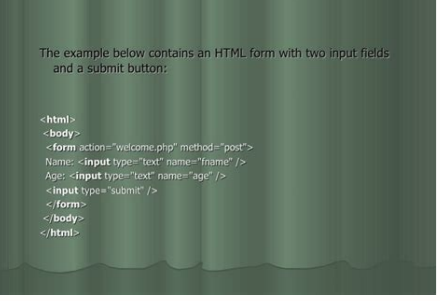 The example below contains an HTML form with two input fields
and a submit button:
<html>
<body>
<form action="welcome.php" method="post">
Name: <input type="text" name="fname" />
Age: <input type="text" name="age" />
<input type="submit" />
</form>
</body>
</html>